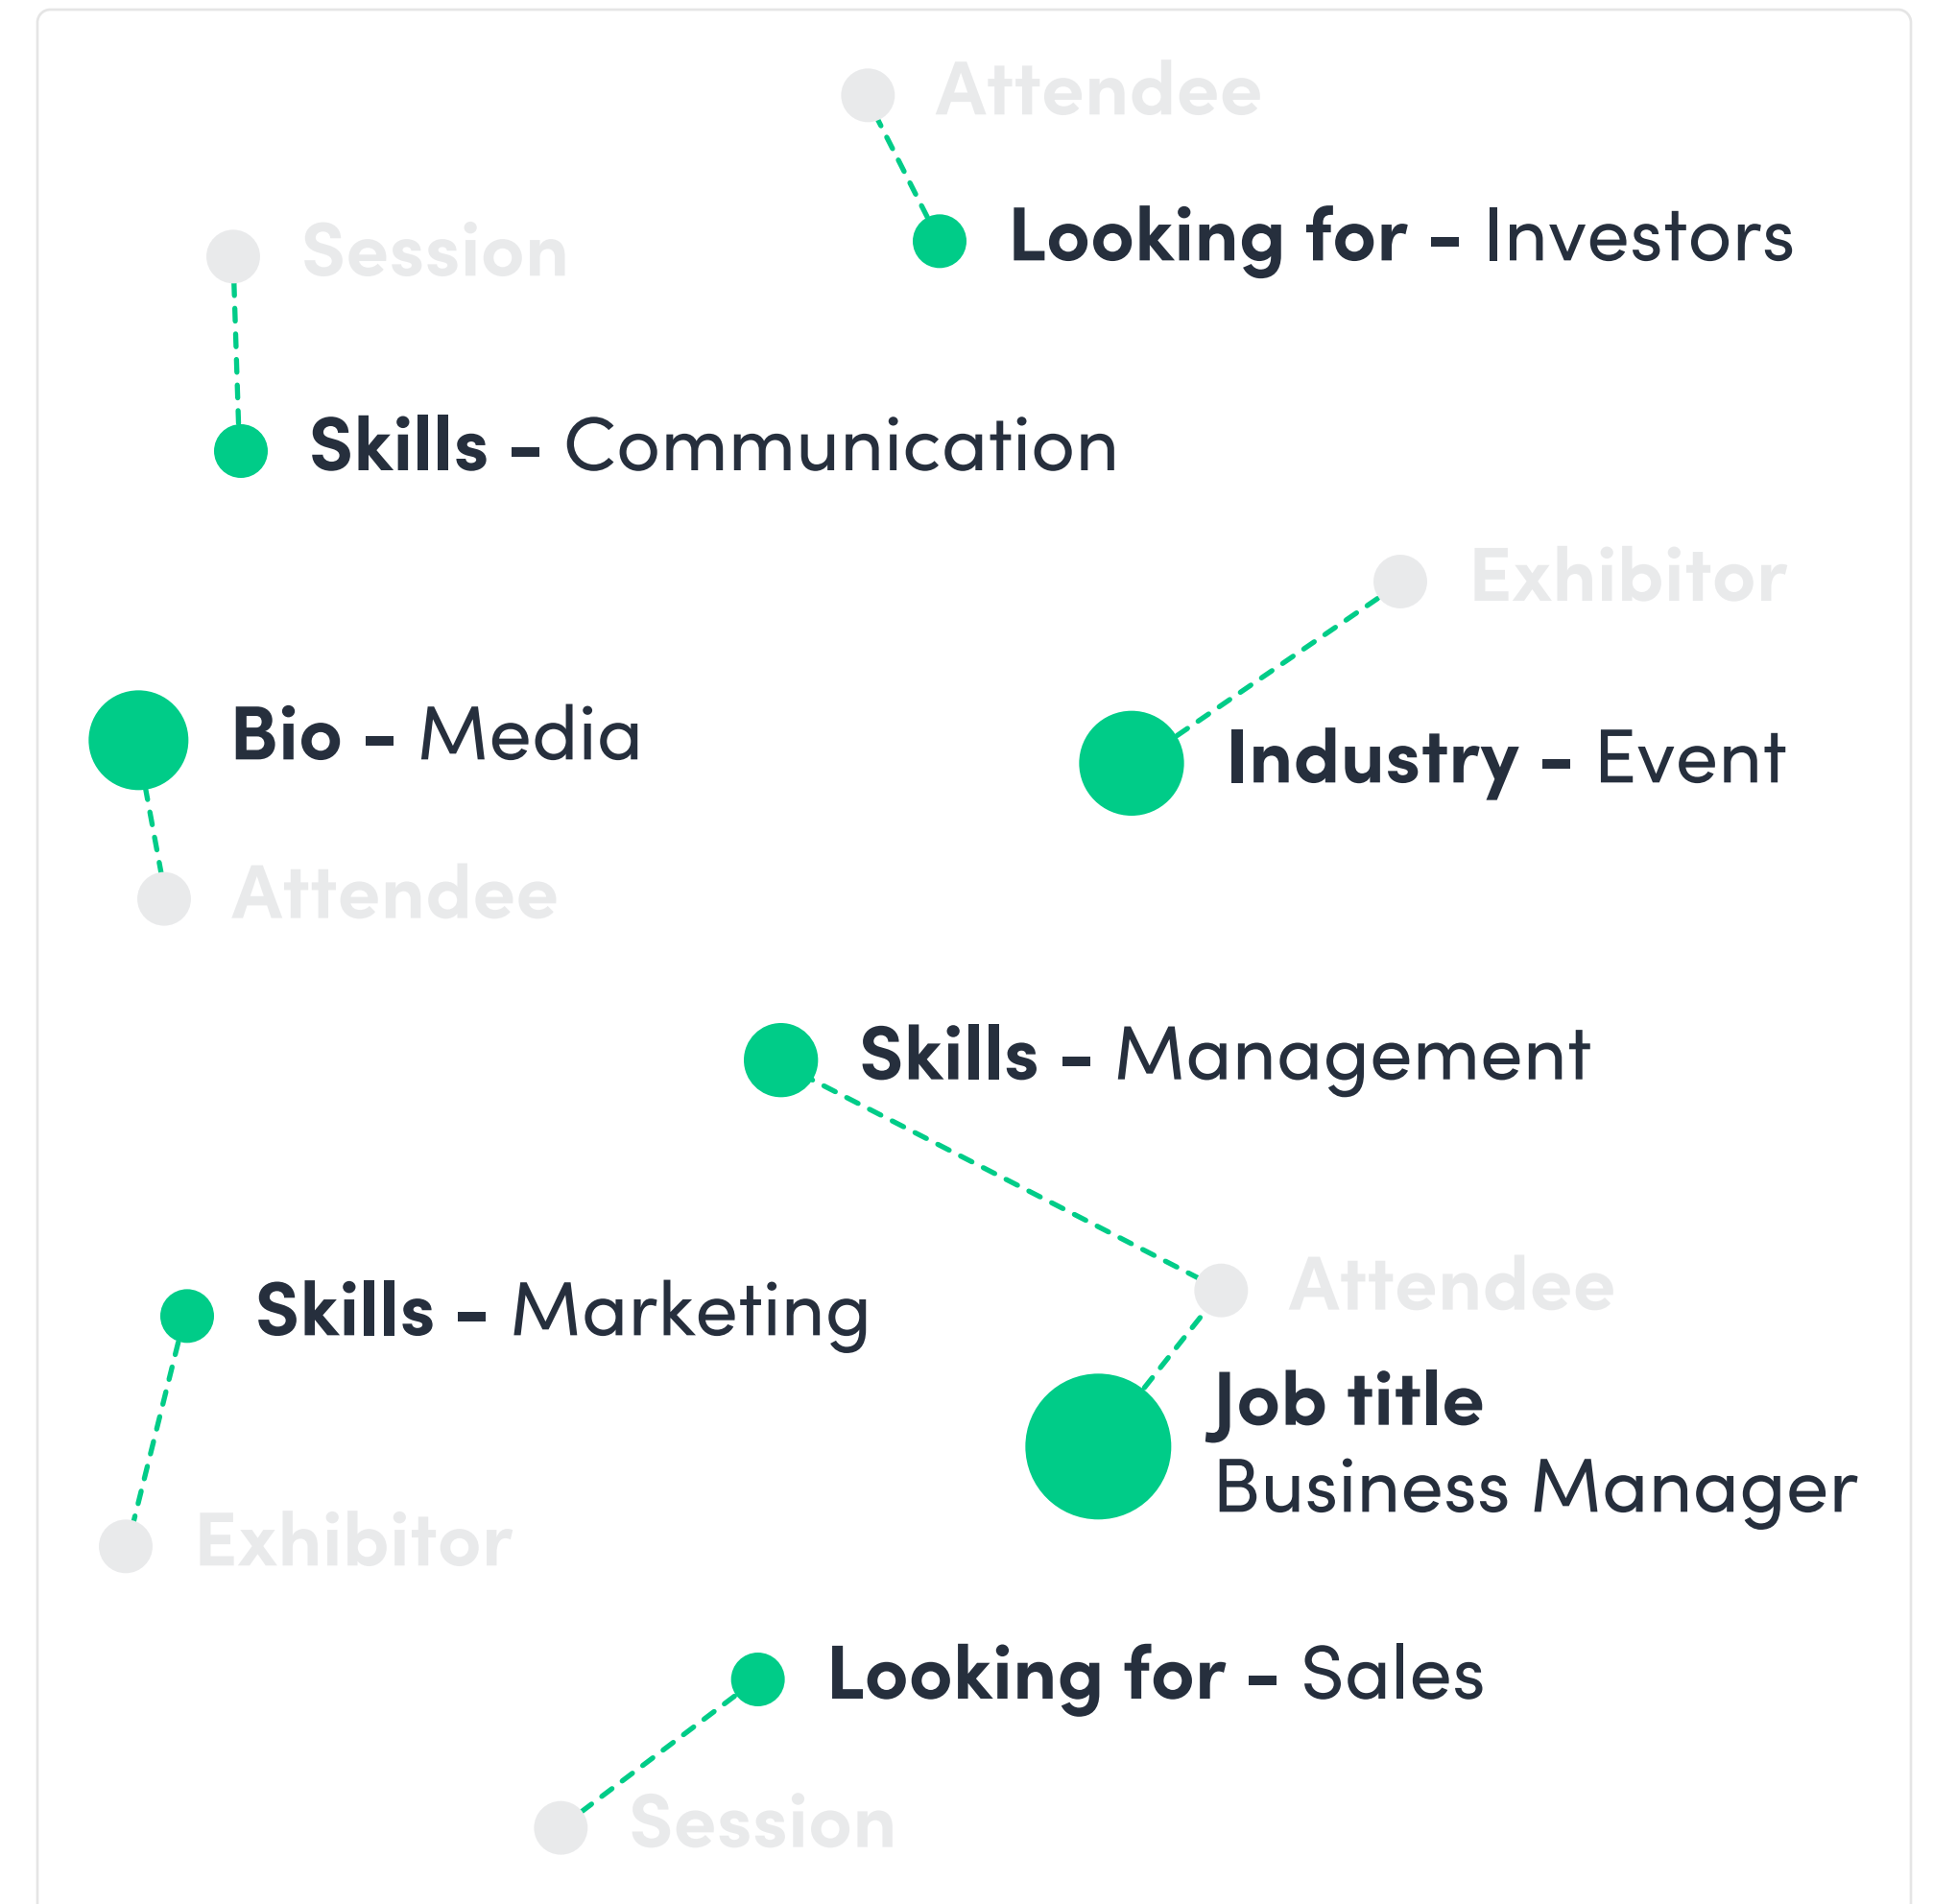 Attendee
Looking for – Investors
Session
Skills – Communication
Exhibitor
Bio - Media
Industry - Event
Attendee
Skills – Management
Attendee
Skills – Marketing
Job title
Business Manager
Exhibitor
Looking for - Sales
Session